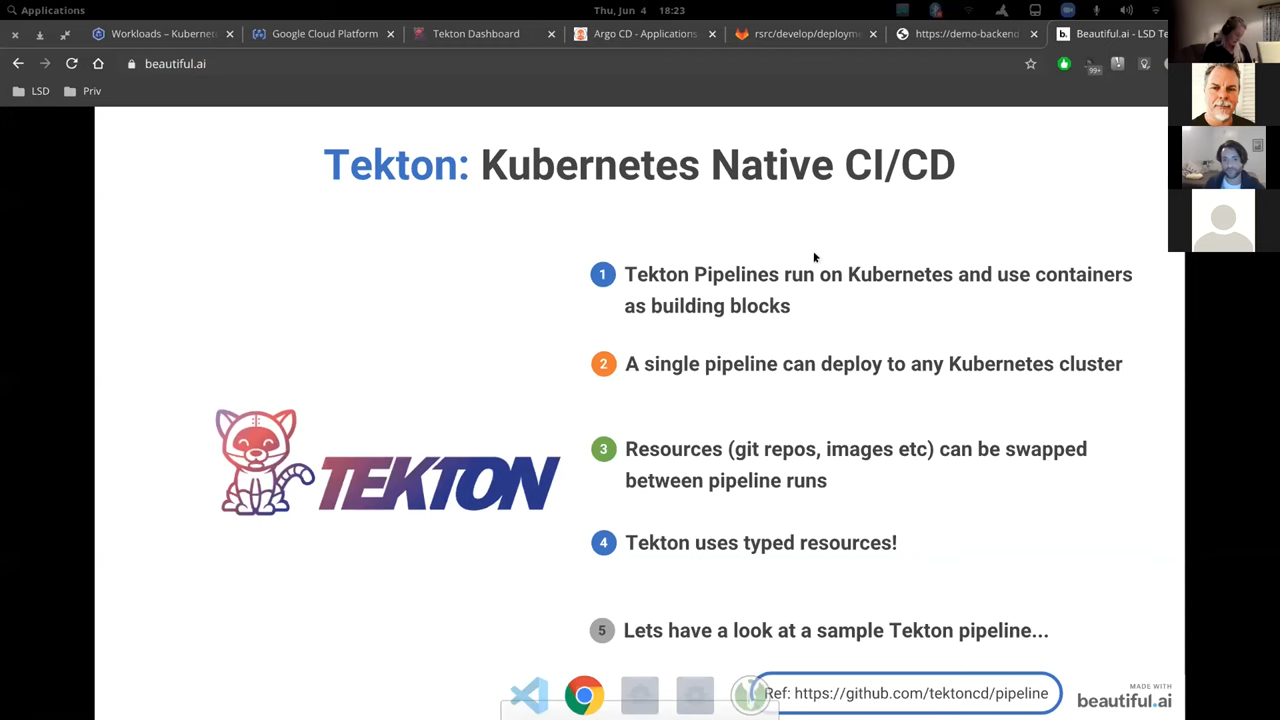 Applications
Thu, Jun 4 18:23
Workloads – Kubernet
Google Cloud Platform
Tekton Dashboard
Argo CD - Applications
rsrc/develop/deployme
https://demo-backend
b.
Beautiful.ai - LSD Te
beautiful.ai
99+
LSD
Priv
Tekton: Kubernetes Native CI/CD
1
Tekton Pipelines run on Kubernetes and use containers
as building blocks
2
A single pipeline can deploy to any Kubernetes cluster
3
Resources (git repos, images etc) can be swapped
between pipeline runs
TEKTON
4
Tekton uses typed resources!
5
Lets have a look at a sample Tekton pipeline...
Ref: https://github.com/tektoncd/pipeline
MADE WITH
beautiful.ai